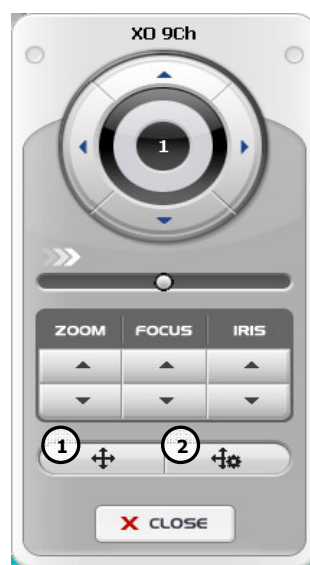 XO 9Ch
1
ZOOM FOCUS IRIS
1 2
X CLOSE